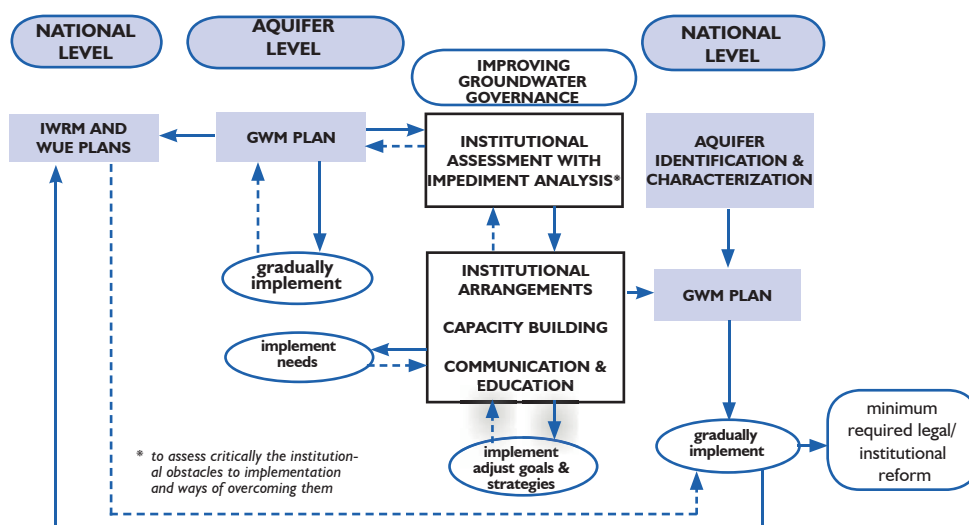 NATIONAL
LEVEL
AQUIFER
LEVEL
NATIONAL
LEVEL
IMPROVING
GROUNDWATER
GOVERNANCE
IWRM AND
WUE PLANS
GWM PLAN
INSTITUTIONAL
ASSESSMENT WITH
IMPEDIMENT ANALYSIS*
AQUIFER
IDENTIFICATION &
CHARACTERIZATION
gradually
implement
INSTITUTIONAL
ARRANGEMENTS
CAPACITY BUILDING
COMMUNICATION &
EDUCATION
GWM PLAN
implement
needs
implement
adjust goals &
strategies
gradually
implement
minimum
required legal/
institutional
reform
* to assess critically the institution-
al obstacles to implementation
and ways of overcoming them